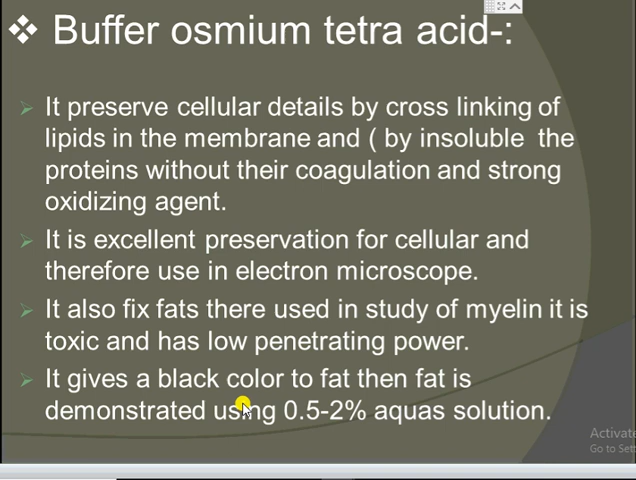 ❖ Buffer osmium tetra acid-:
➢ It preserve cellular details by cross linking of
lipids in the membrane and ( by insoluble the
proteins without their coagulation and strong
oxidizing agent.
➢ It is excellent preservation for cellular and
therefore use in electron microscope.
➢ It also fix fats there used in study of myelin it is
toxic and has low penetrating power.
➢ It gives a black color to fat then fat is
demonstrated using 0.5-2% aquas solution.
Activate
Go to Set